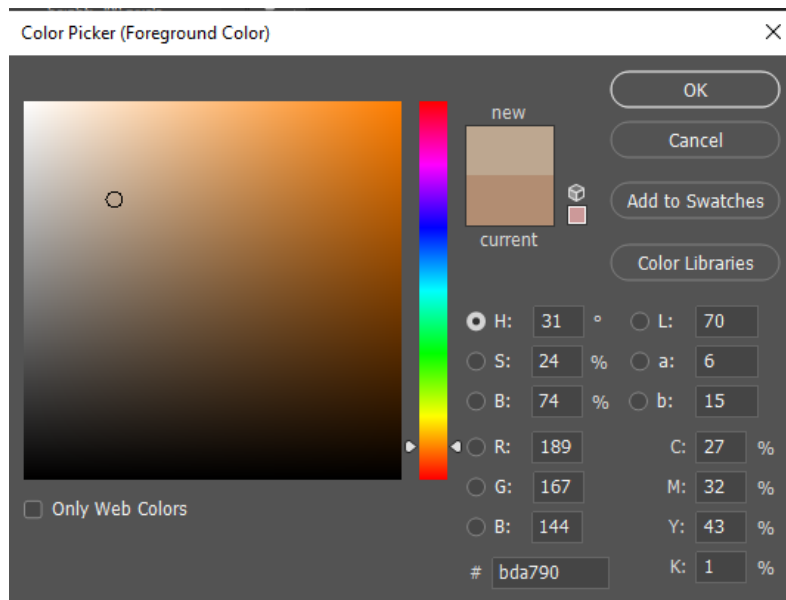 Color Picker (Foreground Color)
new
current
OK
Cancel
Add to Swatches
Color Libraries
H: 31 °
S: 24 %
B: 74 %
L: 70
a: 6
b: 15
R: 189
G: 167
B: 144
# bda790
C: 27 %
M: 32 %
Y: 43 %
K: 1 %
Only Web Colors